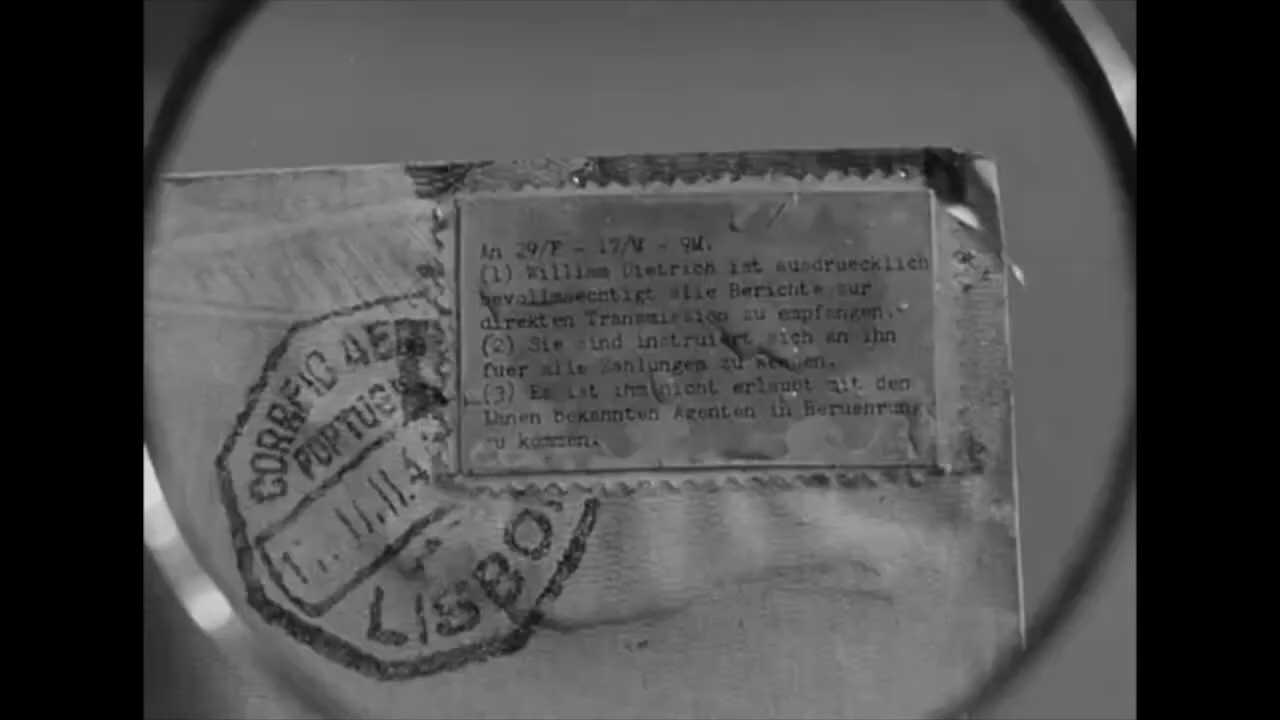 An 29/F - 17/W - 9M.
(1) William Dietrich ist ausdruecklich
bevollmaechtigt alle Berichte zur
direkten Transmission zu empfangen.
(2) Sie sind instruiert sich an ihn
fuer alle Zahlungen zu wenden.
(3) Es ist ihm nicht erlaubt mit den
Ihnen bekannten Agenten in Beruehrung
zu kommen.
CORREIO AE
PORTUG
LISBO